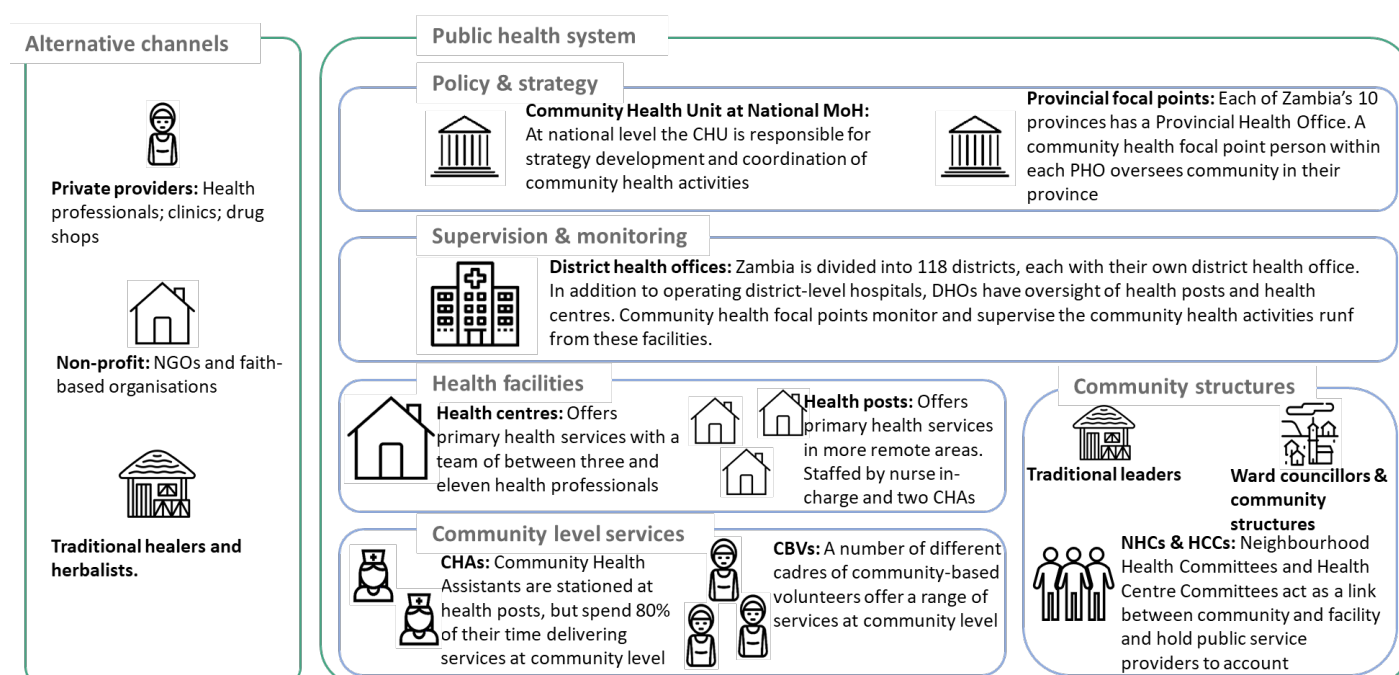 Alternative channels
Private providers: Health
professionals; clinics; drug
shops
Non-profit: NGOs and faith-
based organisations
Traditional healers and
herbalists.
Public health system
Policy & strategy
Community Health Unit at National MoH:
At national level the CHU is responsible for
strategy development and coordination of
community health activities
Provincial focal points: Each of Zambia's 10
provinces has a Provincial Health Office. A
community health focal point person within
each PHO oversees community in their
province
Supervision & monitoring
District health offices: Zambia is divided into 118 districts, each with their own district health office.
In addition to operating district-level hospitals, DHOs have oversight of health posts and health
centres. Community health focal points monitor and supervise the community health activities runf
from these facilities.
Health facilities
Health centres: Offers
primary health services with a
team of between three and
eleven health professionals
Health posts: Offers
primary health services
in more remote areas.
Staffed by nurse in-
charge and two CHAs
Community level services
CHAs: Community Health
Assistants are stationed at
health posts, but spend 80%
of their time delivering
services at community level
CBVs: A number of different
cadres of community-based
volunteers offer a range of
services at community level
Community structures
Traditional leaders
Ward councillors &
community
structures
NHCs & HCCs: Neighbourhood
Health Committees and Health
Centre Committees act as a link
between community and facility
and hold public service
providers to account